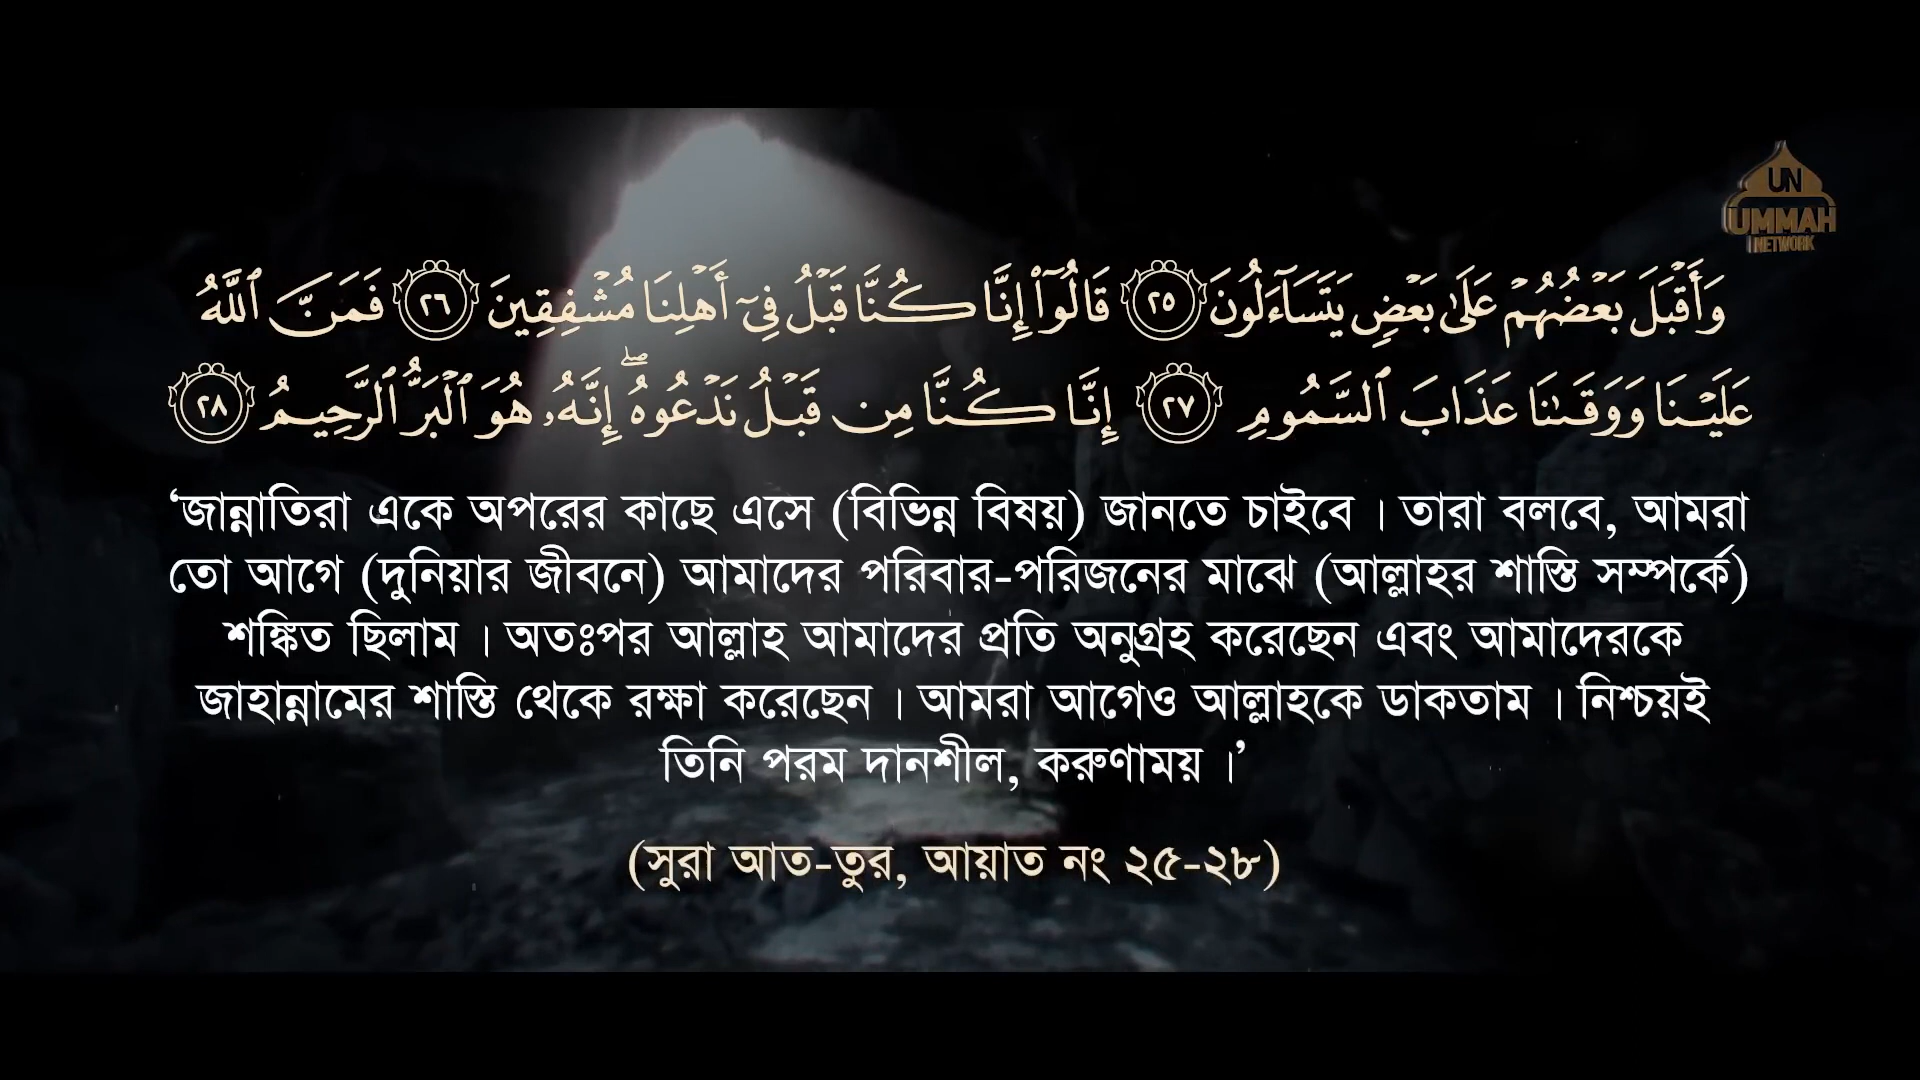 UN
UMMAH
NETWORK
وَأَقْبَلَ بَعْضُهُمْ عَلَىٰ بَعْضٍ يَتَسَآءَلُونَ ٢٥ قَالُوٓا۟ إِنَّا كُنَّا قَبْلُ فِىٓ أَهْلِنَا مُشْفِقِينَ ٢٦ فَمَنَّ ٱللَّهُ
عَلَيْنَا وَوَقَىٰنَا عَذَابَ ٱلسَّمُومِ ٢٧ إِنَّا كُنَّا مِن قَبْلُ نَدْعُوهُ ۖ إِنَّهُۥ هُوَ ٱلْبَرُّ ٱلرَّحِيمُ ٢٨
‘জান্নাতিরা একে অপরের কাছে এসে (বিভিন্ন বিষয়) জানতে চাইবে । তারা বলবে, আমরা
তো আগে (দুনিয়ার জীবনে) আমাদের পরিবার-পরিজনের মাঝে (আল্লাহর শাস্তি সম্পর্কে)
শঙ্কিত ছিলাম । অতঃপর আল্লাহ আমাদের প্রতি অনুগ্রহ করেছেন এবং আমাদেরকে
জাহান্নামের শাস্তি থেকে রক্ষা করেছেন । আমরা আগেও আল্লাহকে ডাকতাম । নিশ্চয়ই
তিনি পরম দানশীল, করুণাময় ।’
(সুরা আত-তুর, আয়াত নং ২৫-২৮)